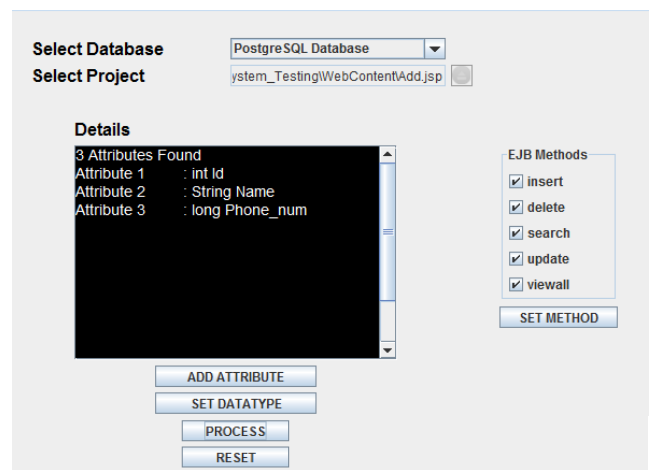 Select Database PostgreSQL Database
Select Project ystem_Testing\WebContent\Add.jsp
Details
3 Attributes Found
Attribute 1 : int Id
Attribute 2 : String Name
Attribute 3 : long Phone_num
EJB Methods
insert
delete
search
update
viewall
SET METHOD
ADD ATTRIBUTE
SET DATATYPE
PROCESS
RESET